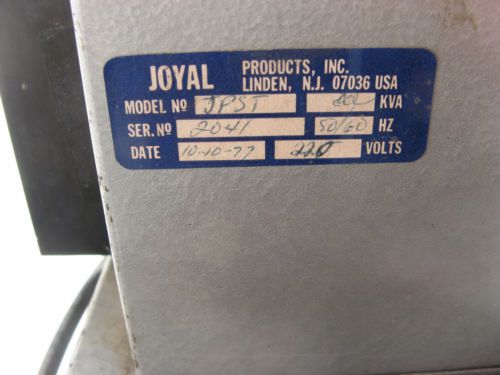 JOYAL PRODUCTS, INC.
LINDEN, N.J. 07036 USA
MODEL NO JPST KVA
SER. NO 2041 50/60 HZ
DATE 10-10-77 220 VOLTS